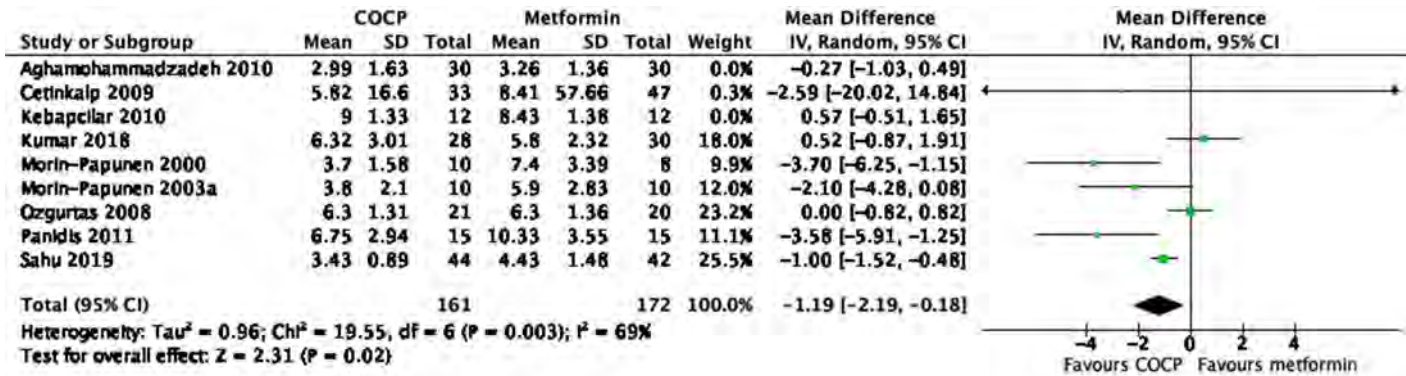 COCP Metformin Mean Difference Mean Difference
Study or Subgroup Mean SD Total Mean SD Total Weight IV, Random, 95% CI IV, Random, 95% CI
Aghamohammadzadeh 2010 2.99 1.63 30 3.26 1.36 30 0.0% −0.27 [−1.03, 0.49]
Cetinkalp 2009 5.82 16.6 33 8.41 57.66 47 0.3% −2.59 [−20.02, 14.84]
Kebapcilar 2010 9 1.33 12 8.43 1.38 12 0.0% 0.57 [−0.51, 1.65]
Kumar 2018 6.32 3.01 28 5.8 2.32 30 18.0% 0.52 [−0.87, 1.91]
Morin-Papunen 2000 3.7 1.58 10 7.4 3.39 8 9.9% −3.70 [−6.25, −1.15]
Morin-Papunen 2003a 3.8 2.1 10 5.9 2.83 10 12.0% −2.10 [−4.28, 0.08]
Ozgurtas 2008 6.3 1.31 21 6.3 1.36 20 23.2% 0.00 [−0.82, 0.82]
Panidis 2011 6.75 2.94 15 10.33 3.55 15 11.1% −3.58 [−5.91, −1.25]
Sahu 2019 3.43 0.89 44 4.43 1.48 42 25.5% −1.00 [−1.52, −0.48]
Total (95% CI) 161 172 100.0% −1.19 [−2.19, −0.18]
Heterogeneity: Tau² = 0.96; Chi² = 19.55, df = 6 (P = 0.003); I² = 69%
Test for overall effect: Z = 2.31 (P = 0.02)
−4 −2 0 2 4
Favours COCP Favours metformin